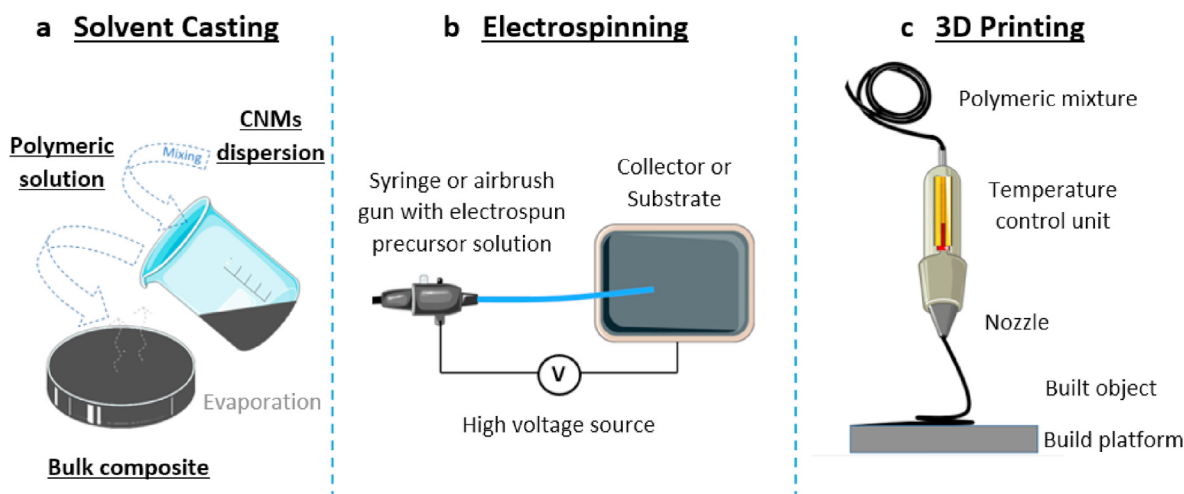 a Solvent Casting
CNMs
dispersion
Mixing
Polymeric
solution
Evaporation
Bulk composite
b Electrospinning
Syringe or airbrush
gun with electrospun
precursor solution
Collector or
Substrate
V
High voltage source
c 3D Printing
Polymeric mixture
Temperature
control unit
Nozzle
Built object
Build platform